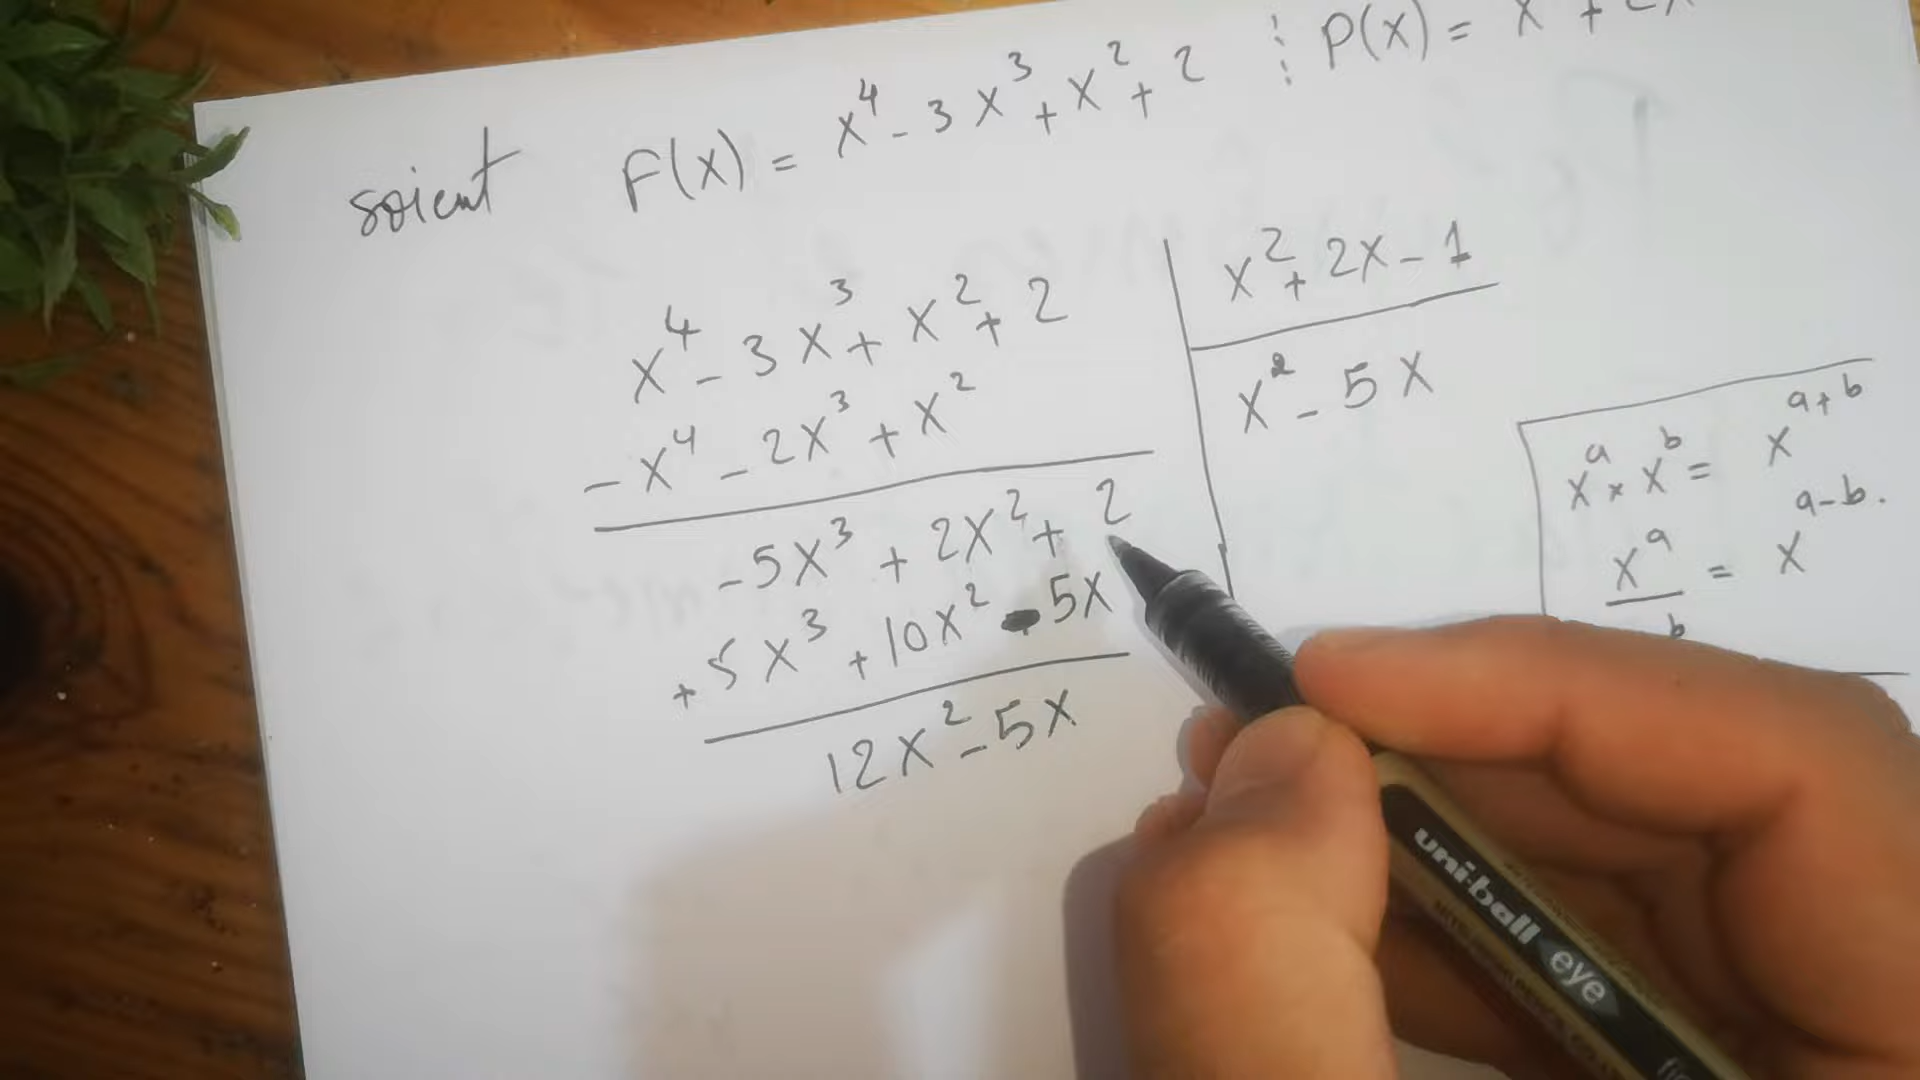 soient F(x) = x⁴ - 3x³ + x² + 2 ⋮ P(x) = x + 2x
x⁴ - 3x³ + x² + 2
- x⁴ - 2x³ + x²
- 5x³ + 2x² + 2
+ 5x³ + 10x² - 5x
12x² - 5x
x² + 2x - 1
x² - 5x
xᵃ × xᵇ = xᵃ⁺ᵇ
xᵃ / b = xᵃ⁻ᵇ.
uni-ball eye